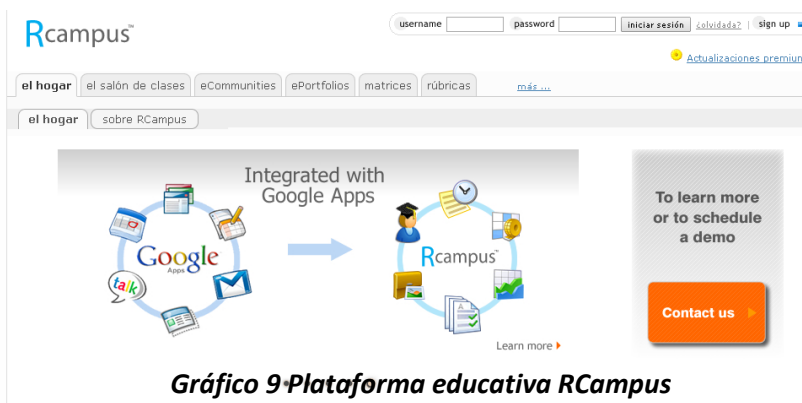 Rcampus™
username password iniciar sesión ¿olvidada? | sign up
Actualizaciones premium
el hogar el salón de clases eCommunities ePortfolios matrices rúbricas más ...
el hogar sobre RCampus
Integrated with
Google Apps
Google
Apps
talk
Rcampus™
Learn more
To learn more
or to schedule
a demo
Contact us
Gráfico 9 Plataforma educativa RCampus